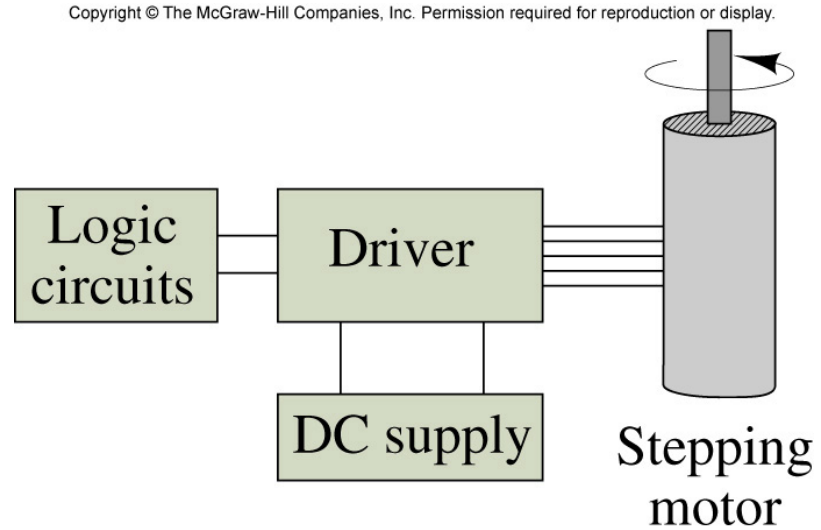 Copyright © The McGraw-Hill Companies, Inc. Permission required for reproduction or display.
Logic
circuits
Driver
DC supply
Stepping
motor